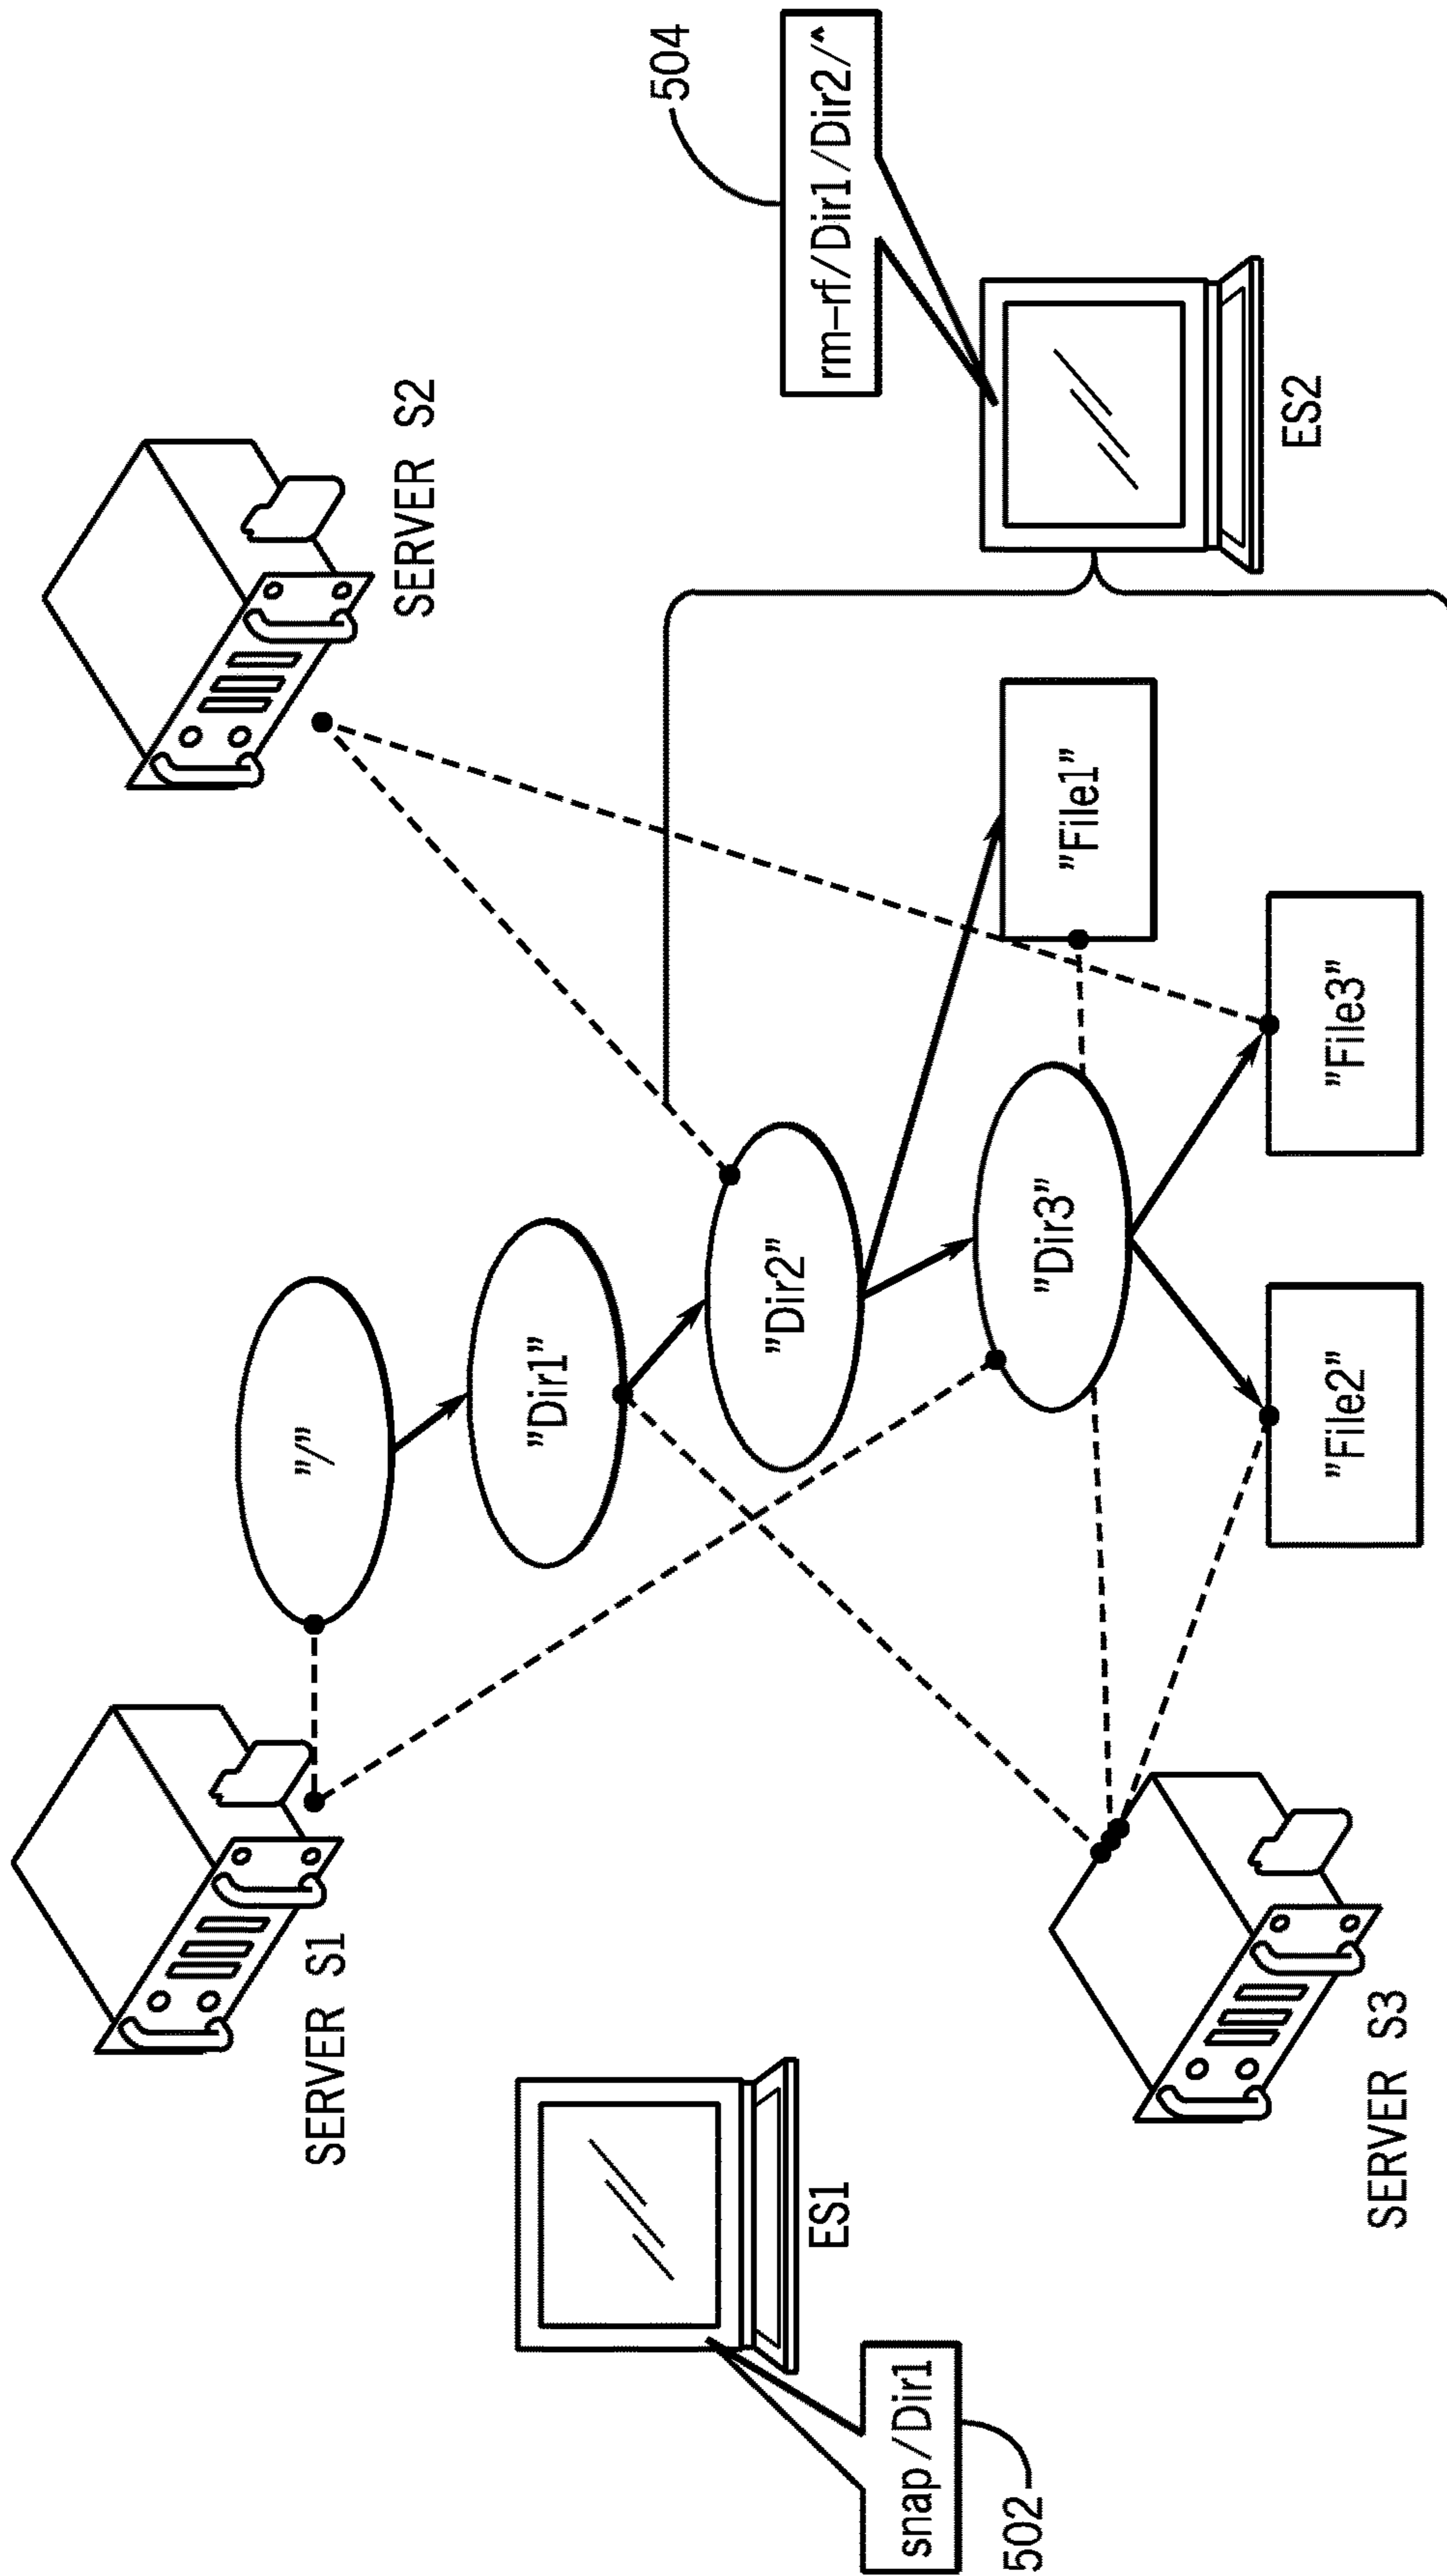 SERVER S1
SERVER S2
"/"
"Dir1"
ES1
snap/Dir1
502
504
rm–rf/Dir1/Dir2/^
"Dir2"
"Dir3"
"File1"
ES2
SERVER S3
"File2"
"File3"